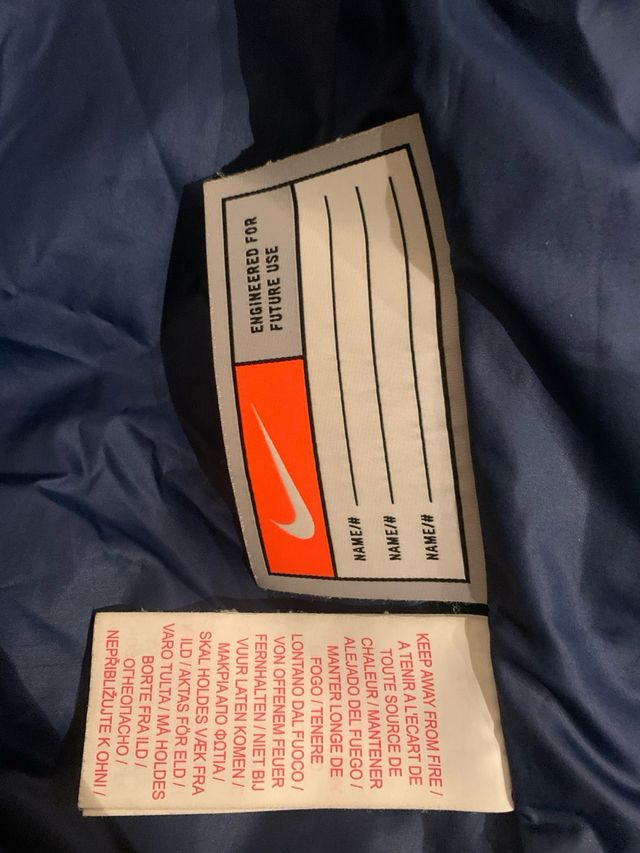 ENGINEERED FOR
FUTURE USE
NAME/#
NAME/#
NAME/#
KEEP AWAY FROM FIRE /
A TENIR A L'ECART DE
TOUTE SOURCE DE
CHALEUR / MANTENER
ALEJADO DEL FUEGO /
MANTER LONGE DE
FOGO / TENERE
LONTANO DAL FUOCO /
VON OFFENEM FEUER
FERNHALTEN / NIET BIJ
VUUR LATEN KOMEN /
ΜΑΚΡΙΑ ΑΠΟ ΦΩΤΙΑ /
SKAL HOLDES VÆK FRA
ILD / AKTAS FÖR ELD /
VARO TULTA / MÅ HOLDES
BORTE FRA ILD /
ОГНЕОПАСНО /
NEPŘIBLIŽUJTE K OHNI /